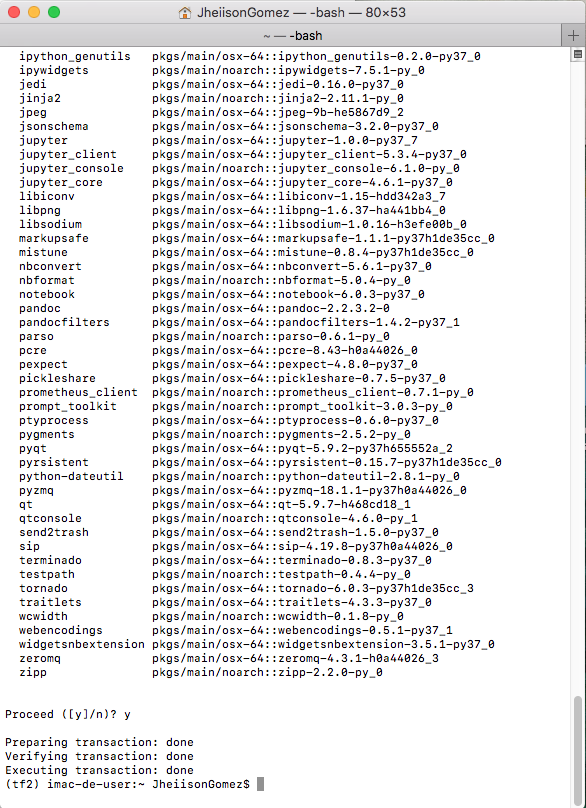 JheiisonGomez — -bash — 80×53
~ — -bash
ipython_genutils pkgs/main/osx-64::ipython_genutils-0.2.0-py37_0
ipywidgets pkgs/main/noarch::ipywidgets-7.5.1-py_0
jedi pkgs/main/osx-64::jedi-0.16.0-py37_0
jinja2 pkgs/main/noarch::jinja2-2.11.1-py_0
jpeg pkgs/main/osx-64::jpeg-9b-he5867d9_2
jsonschema pkgs/main/osx-64::jsonschema-3.2.0-py37_0
jupyter pkgs/main/osx-64::jupyter-1.0.0-py37_7
jupyter_client pkgs/main/osx-64::jupyter_client-5.3.4-py37_0
jupyter_console pkgs/main/noarch::jupyter_console-6.1.0-py_0
jupyter_core pkgs/main/osx-64::jupyter_core-4.6.1-py37_0
libiconv pkgs/main/osx-64::libiconv-1.15-hdd342a3_7
libpng pkgs/main/osx-64::libpng-1.6.37-ha441bb4_0
libsodium pkgs/main/osx-64::libsodium-1.0.16-h3efe00b_0
markupsafe pkgs/main/osx-64::markupsafe-1.1.1-py37h1de35cc_0
mistune pkgs/main/osx-64::mistune-0.8.4-py37h1de35cc_0
nbconvert pkgs/main/osx-64::nbconvert-5.6.1-py37_0
nbformat pkgs/main/noarch::nbformat-5.0.4-py_0
notebook pkgs/main/osx-64::notebook-6.0.3-py37_0
pandoc pkgs/main/osx-64::pandoc-2.2.3.2-0
pandocfilters pkgs/main/osx-64::pandocfilters-1.4.2-py37_1
parso pkgs/main/noarch::parso-0.6.1-py_0
pcre pkgs/main/osx-64::pcre-8.43-h0a44026_0
pexpect pkgs/main/osx-64::pexpect-4.8.0-py37_0
pickleshare pkgs/main/osx-64::pickleshare-0.7.5-py37_0
prometheus_client pkgs/main/noarch::prometheus_client-0.7.1-py_0
prompt_toolkit pkgs/main/noarch::prompt_toolkit-3.0.3-py_0
ptyprocess pkgs/main/osx-64::ptyprocess-0.6.0-py37_0
pygments pkgs/main/noarch::pygments-2.5.2-py_0
pyqt pkgs/main/osx-64::pyqt-5.9.2-py37h655552a_2
pyrsistent pkgs/main/osx-64::pyrsistent-0.15.7-py37h1de35cc_0
python-dateutil pkgs/main/noarch::python-dateutil-2.8.1-py_0
pyzmq pkgs/main/osx-64::pyzmq-18.1.1-py37h0a44026_0
qt pkgs/main/osx-64::qt-5.9.7-h468cd18_1
qtconsole pkgs/main/noarch::qtconsole-4.6.0-py_1
send2trash pkgs/main/osx-64::send2trash-1.5.0-py37_0
sip pkgs/main/osx-64::sip-4.19.8-py37h0a44026_0
terminado pkgs/main/osx-64::terminado-0.8.3-py37_0
testpath pkgs/main/noarch::testpath-0.4.4-py_0
tornado pkgs/main/osx-64::tornado-6.0.3-py37h1de35cc_3
traitlets pkgs/main/osx-64::traitlets-4.3.3-py37_0
wcwidth pkgs/main/noarch::wcwidth-0.1.8-py_0
webencodings pkgs/main/osx-64::webencodings-0.5.1-py37_1
widgetsnbextension pkgs/main/osx-64::widgetsnbextension-3.5.1-py37_0
zeromq pkgs/main/osx-64::zeromq-4.3.1-h0a44026_3
zipp pkgs/main/noarch::zipp-2.2.0-py_0
Proceed ([y]/n)? y
Preparing transaction: done
Verifying transaction: done
Executing transaction: done
(tf2) imac-de-user:~ JheiisonGomez$